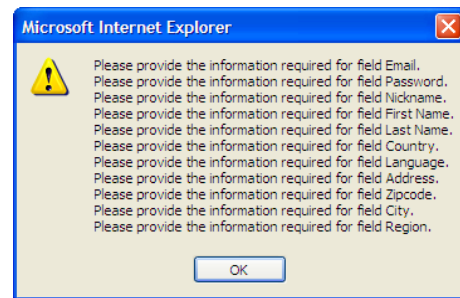 Microsoft Internet Explorer
Please provide the information required for field Email.
Please provide the information required for field Password.
Please provide the information required for field Nickname.
Please provide the information required for field First Name.
Please provide the information required for field Last Name.
Please provide the information required for field Country.
Please provide the information required for field Language.
Please provide the information required for field Address.
Please provide the information required for field Zipcode.
Please provide the information required for field City.
Please provide the information required for field Region.
OK